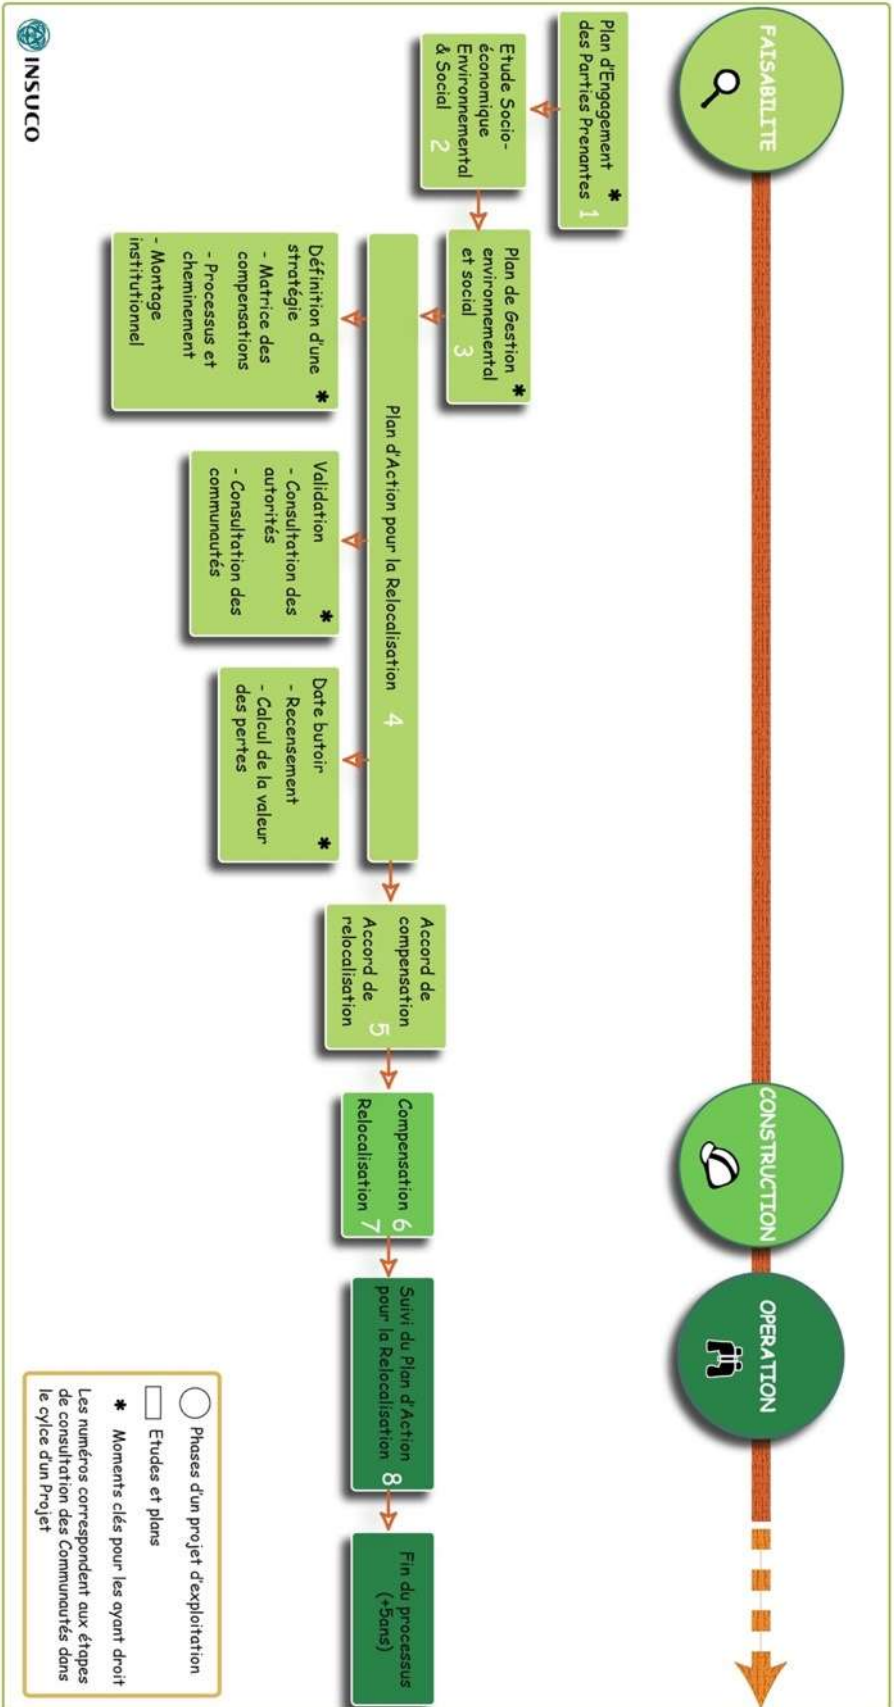 FAISABILITE
CONSTRUCTION
OPERATION
Plan d'Engagement *
des Parties Prenantes 1
Etude Socio-
économique
Environnemental
& Social 2
Plan de Gestion *
environnemental
et social 3
Plan d'Action pour la Relocalisation 4
Définition d'une *
stratégie
- Matrice des
compensations
- Processus et
cheminement
- Montage
institutionnel
Validation *
- Consultation des
autorités
- Consultation des
communautés
Date butoir *
- Recensement
- Calcul de la valeur
des pertes
Accord de
compensation
Accord de 5
relocalisation
Compensation 6
Relocalisation 7
Suivi du Plan d'Action
pour la Relocalisation 8
Fin du processus
(+5ans)
INSUCO
Phases d'un projet d'exploitation
Etudes et plans
* Moments clés pour les ayant droit
Les numéros correspondent aux étapes
de consultation des Communautés dans
le cylce d'un Projet